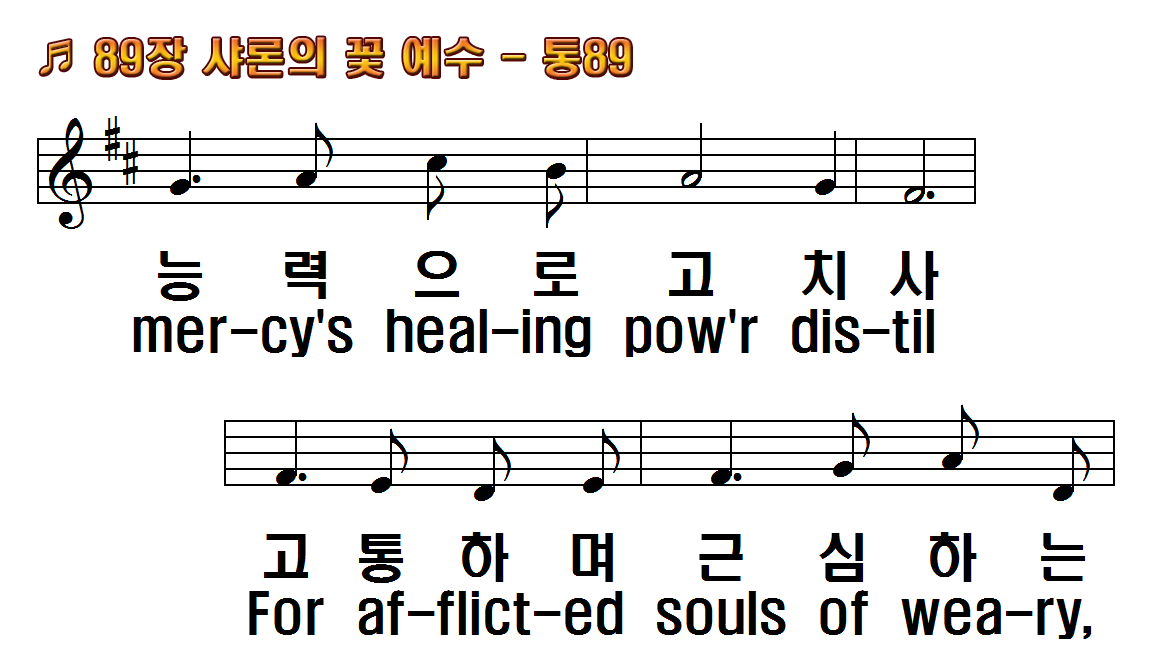 ♬ 89장 샤론의 꽃 예수 - 통89
능 력 으 로 고 치 사
mer-cy's heal-ing pow'r dis-til
고 통 하 며 근 심 하 는
For af-flict-ed souls of wea-ry,